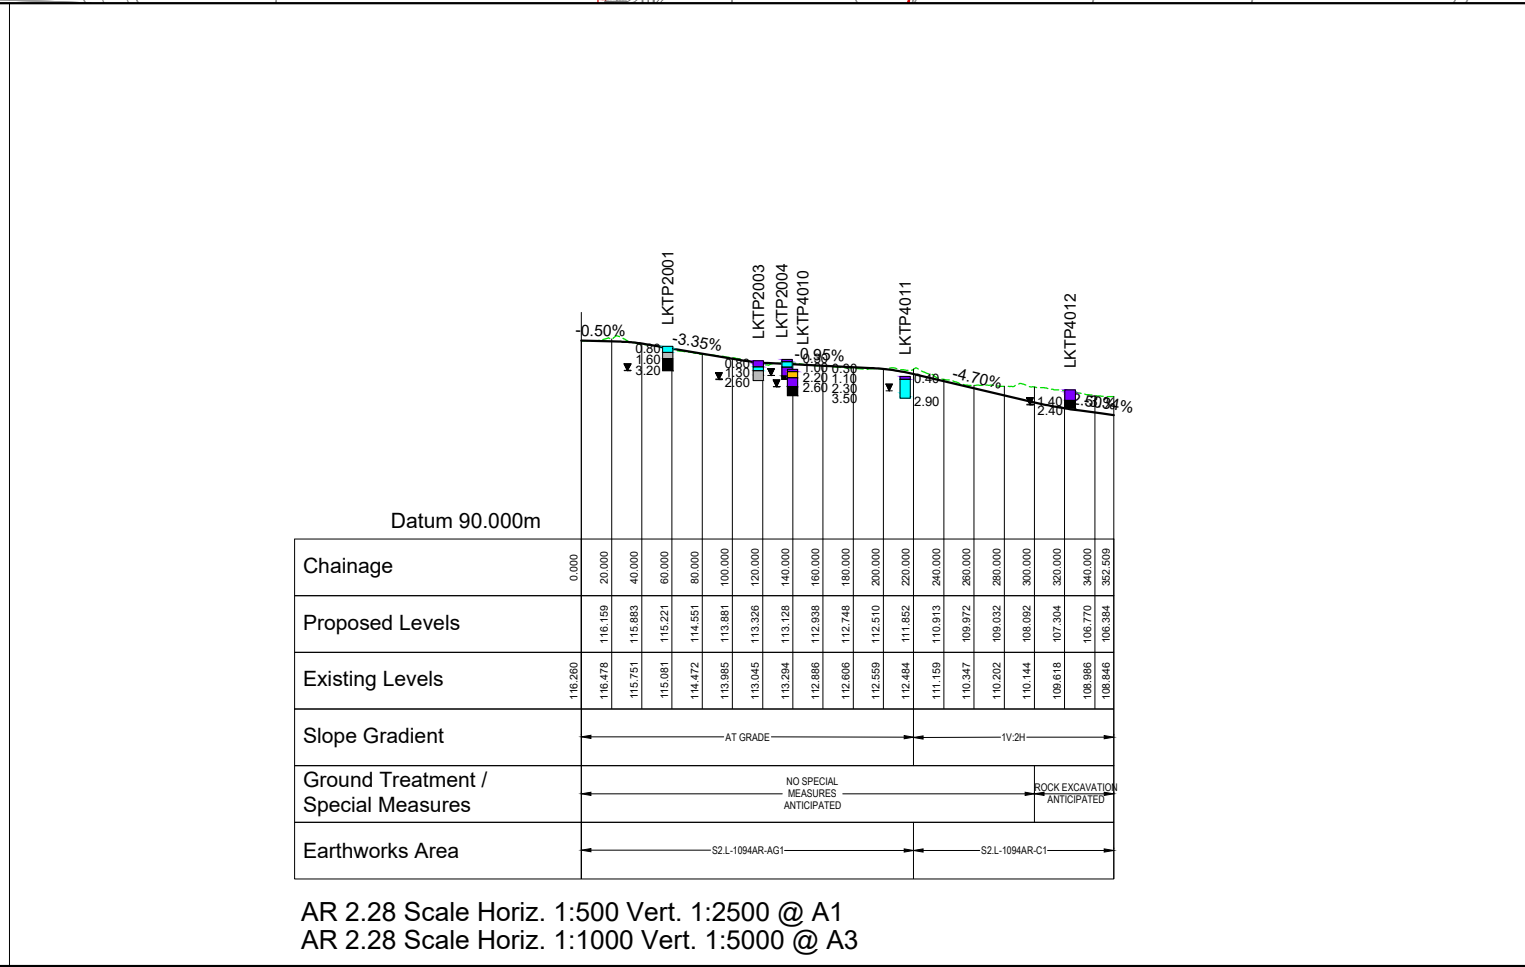 LKTP2001
LKTP2003
LKTP2004
LKTP4010
LKTP4011
LKTP4012
-0.50%
-3.35%
-0.95%
-4.70%
0.80
1.60
3.20
0.80
1.30
2.60
0.30
1.00
2.20
2.60
0.30
1.10
2.30
3.50
0.40
2.90
1.40
2.40
Datum 90.000m
Chainage 0.000 20.000 40.000 60.000 80.000 100.000 120.000 140.000 160.000 180.000 200.000 220.000 240.000 260.000 280.000 300.000 320.000 340.000 352.509
Proposed Levels 116.159 115.883 115.221 114.551 113.881 113.326 113.128 112.938 112.748 112.510 111.852 110.913 109.972 109.032 108.092 107.304 106.770 106.384
Existing Levels 116.260 116.478 115.751 115.081 114.472 113.985 113.045 113.294 112.886 112.606 112.559 112.484 111.159 110.347 110.202 110.144 109.618 108.986 108.846
Slope Gradient AT GRADE 1V:2H
Ground Treatment /
Special Measures
NO SPECIAL
MEASURES
ANTICIPATED
ROCK EXCAVATION
ANTICIPATED
Earthworks Area S2.L-1094AR-AG1 S2.L-1094AR-C1
AR 2.28 Scale Horiz. 1:500 Vert. 1:2500 @ A1
AR 2.28 Scale Horiz. 1:1000 Vert. 1:5000 @ A3